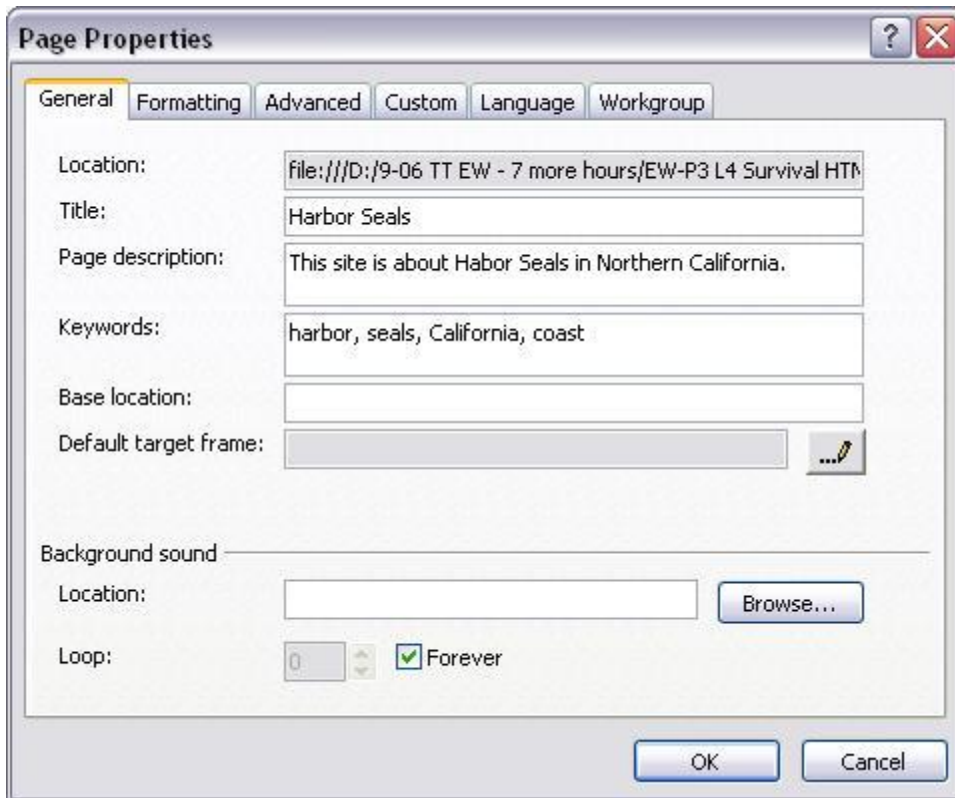 Page Properties
General Formatting Advanced Custom Language Workgroup
Location: file:///D:/9-06 TT EW - 7 more hours/EW-P3 L4 Survival HTM
Title: Harbor Seals
Page description: This site is about Habor Seals in Northern California.
Keywords: harbor, seals, California, coast
Base location:
Default target frame: ...
Background sound
Location: Browse...
Loop: 0 Forever
OK Cancel